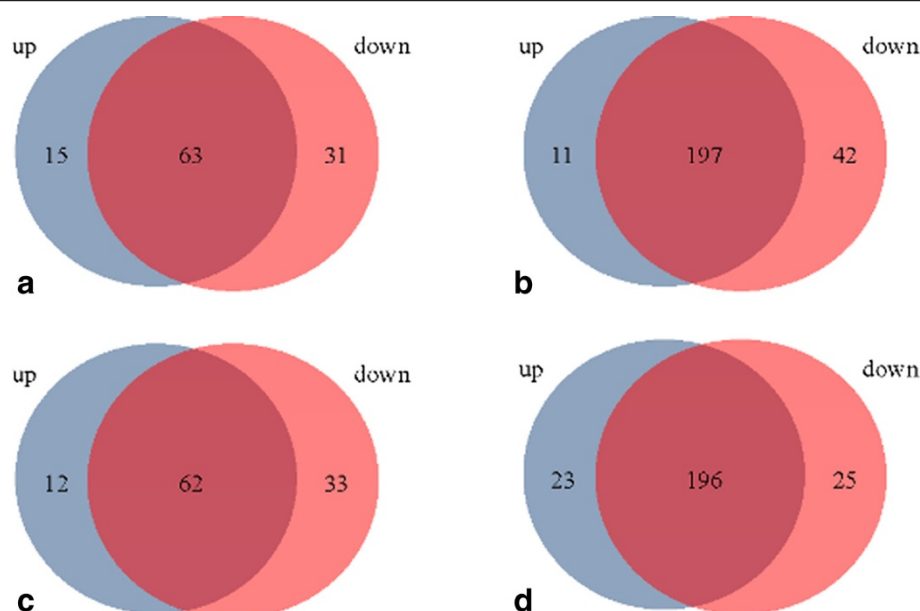 up down
15 63 31
a
up down
11 197 42
b
up down
12 62 33
c
up down
23 196 25
d